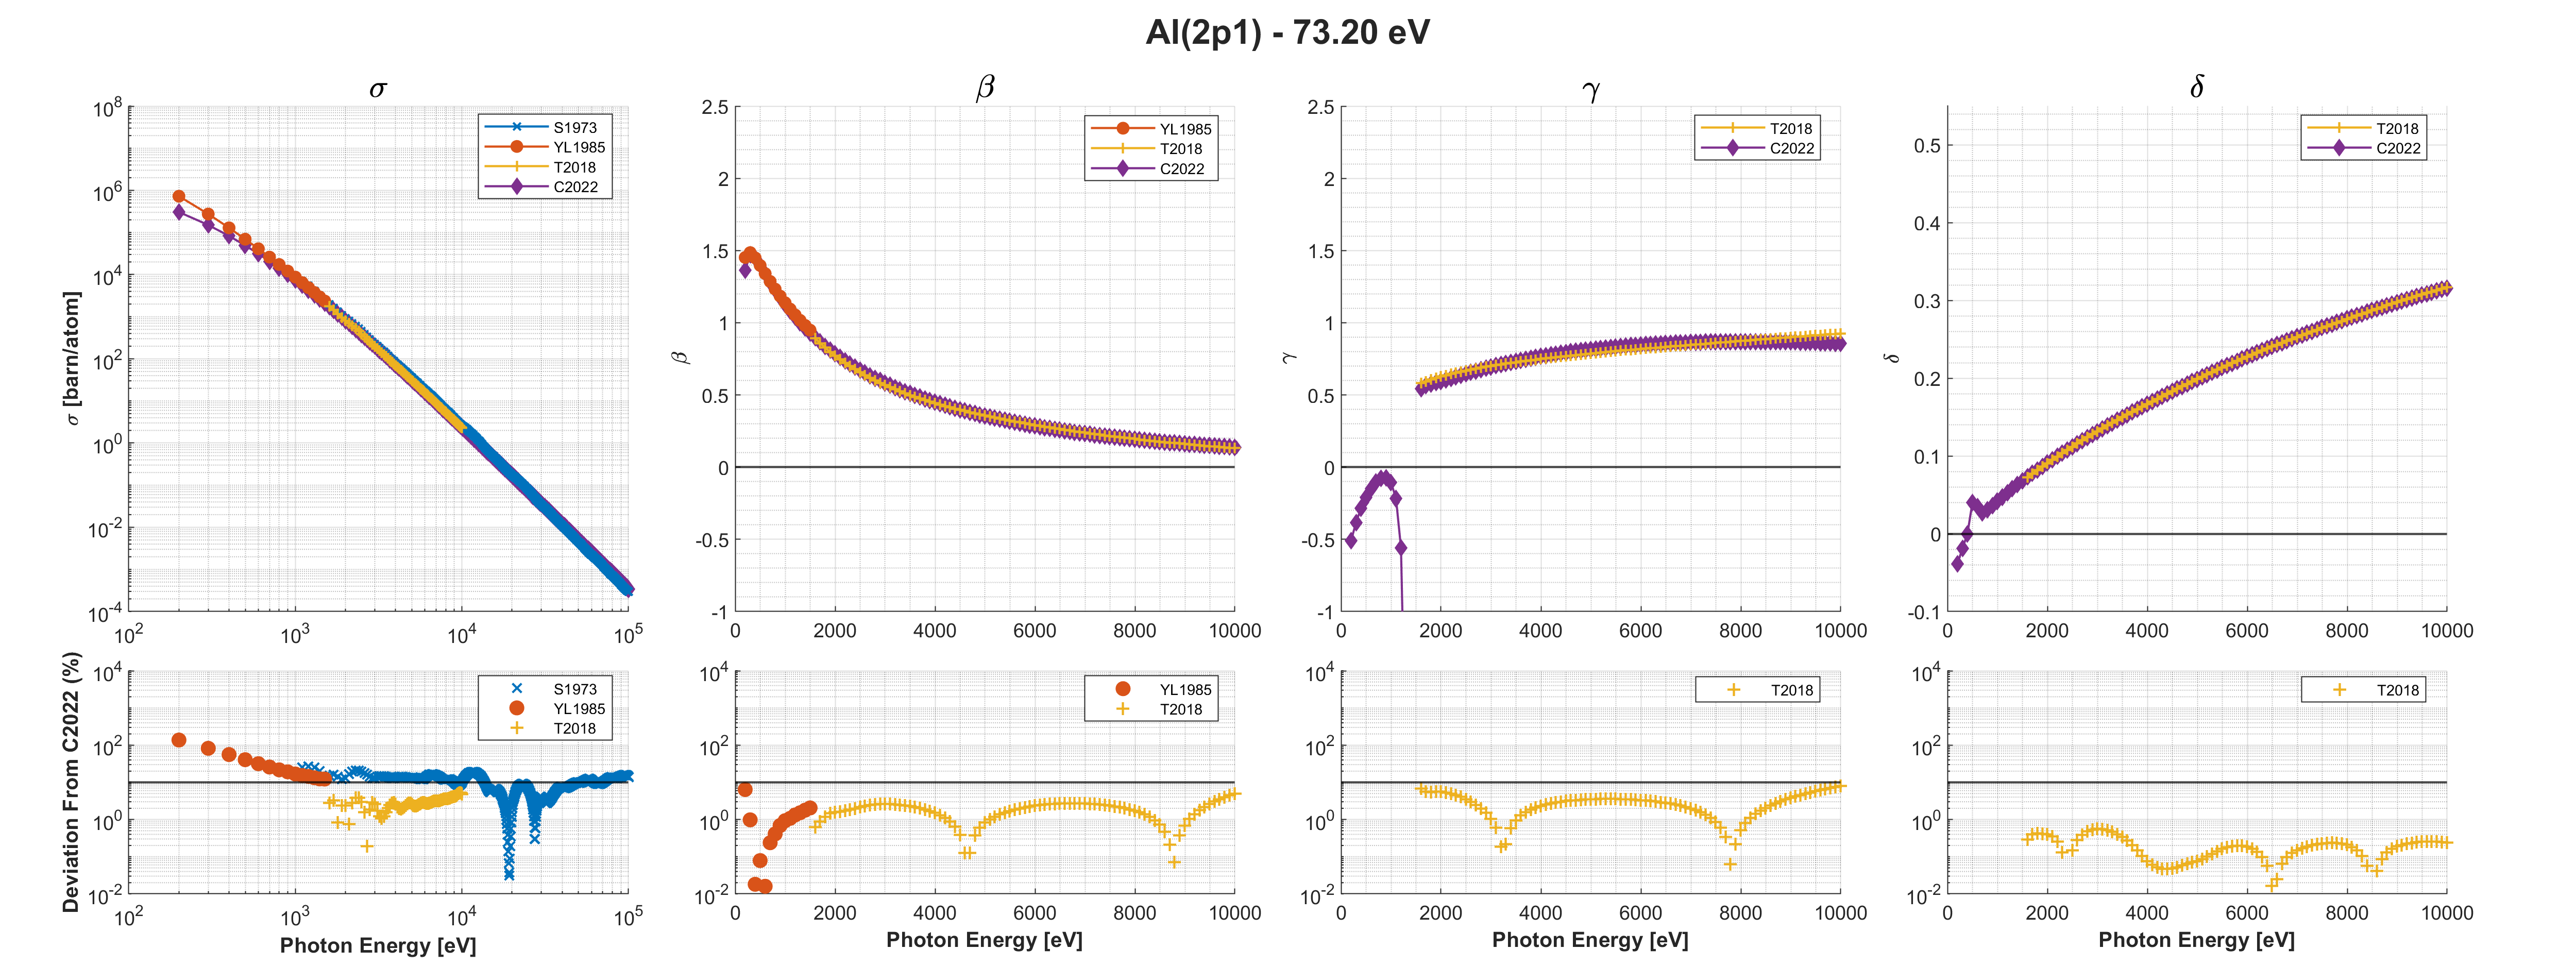 Al(2p1) - 73.20 eV
σ
σ [barn/atom]
10^8
10^6
10^4
10^2
10^0
10^-2
10^-4
10^2
10^3
10^4
10^5
S1973
YL1985
T2018
C2022
β
β
2.5
2
1.5
1
0.5
0
-0.5
-1
0
2000
4000
6000
8000
10000
YL1985
T2018
C2022
γ
γ
2.5
2
1.5
1
0.5
0
-0.5
-1
0
2000
4000
6000
8000
10000
T2018
C2022
δ
δ
0.5
0.4
0.3
0.2
0.1
0
-0.1
0
2000
4000
6000
8000
10000
T2018
C2022
Deviation From C2022 (%)
10^4
10^2
10^0
10^-2
10^2
10^3
10^4
10^5
Photon Energy [eV]
S1973
YL1985
T2018
10^4
10^2
10^0
10^-2
0
2000
4000
6000
8000
10000
Photon Energy [eV]
YL1985
T2018
10^4
10^2
10^0
10^-2
0
2000
4000
6000
8000
10000
Photon Energy [eV]
T2018
10^4
10^2
10^0
10^-2
0
2000
4000
6000
8000
10000
Photon Energy [eV]
T2018